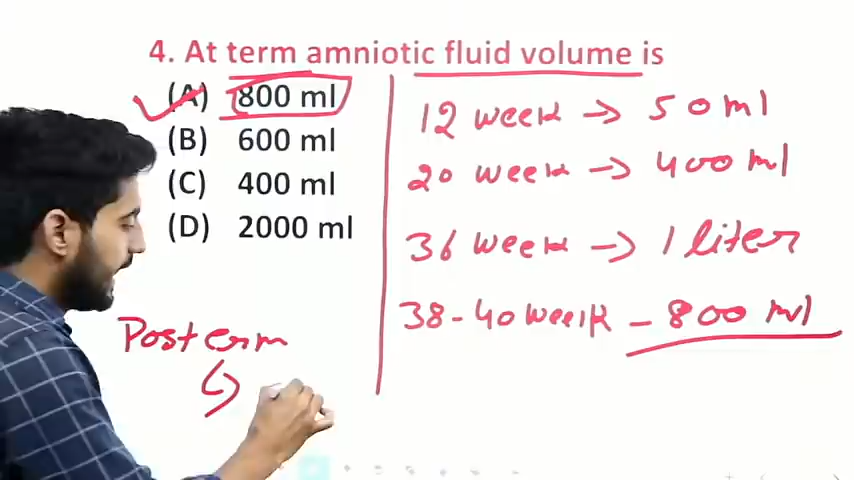 4. At term amniotic fluid volume is
(A) 800 ml
(B) 600 ml
(C) 400 ml
(D) 2000 ml
12 week → 50 ml
20 week → 400 ml
36 week → 1 liter
38-40 week - 800 ml
Posterm